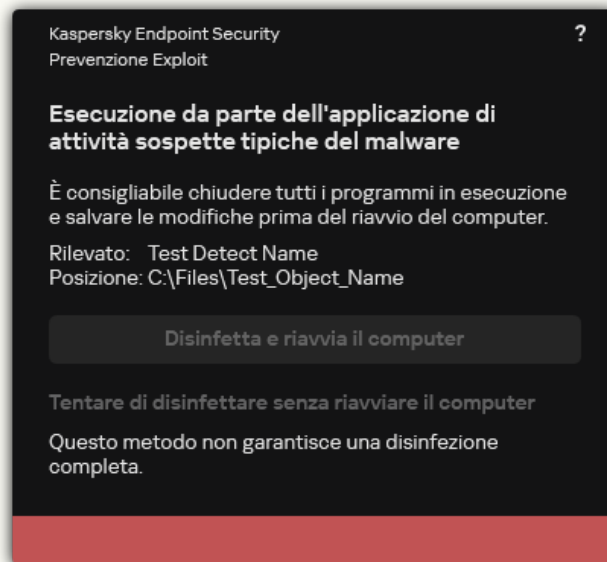 Kaspersky Endpoint Security
?
Prevenzione Exploit
Esecuzione da parte dell'applicazione di
attività sospette tipiche del malware
È consigliabile chiudere tutti i programmi in esecuzione
e salvare le modifiche prima del riavvio del computer.
Rilevato: Test Detect Name
Posizione: C:\Files\Test_Object_Name
Disinfetta e riavvia il computer
Tentare di disinfettare senza riavviare il computer
Questo metodo non garantisce una disinfezione
completa.